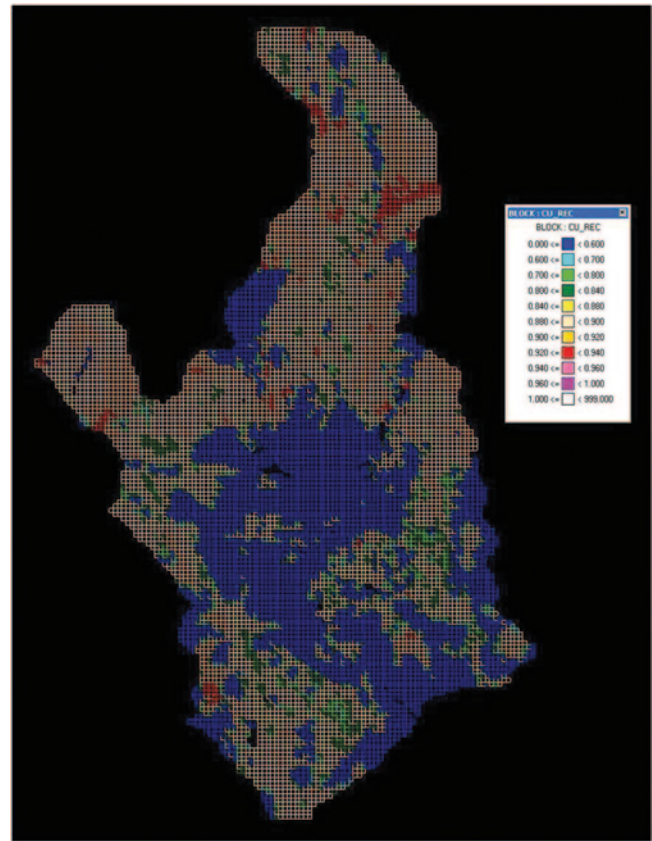 BLOCK : CU_REC
BLOCK : CU_REC
0.000 <= < 0.600
0.600 <= < 0.700
0.700 <= < 0.800
0.800 <= < 0.840
0.840 <= < 0.880
0.880 <= < 0.900
0.900 <= < 0.920
0.920 <= < 0.940
0.940 <= < 0.960
0.960 <= < 1.000
1.000 <= < 999.000